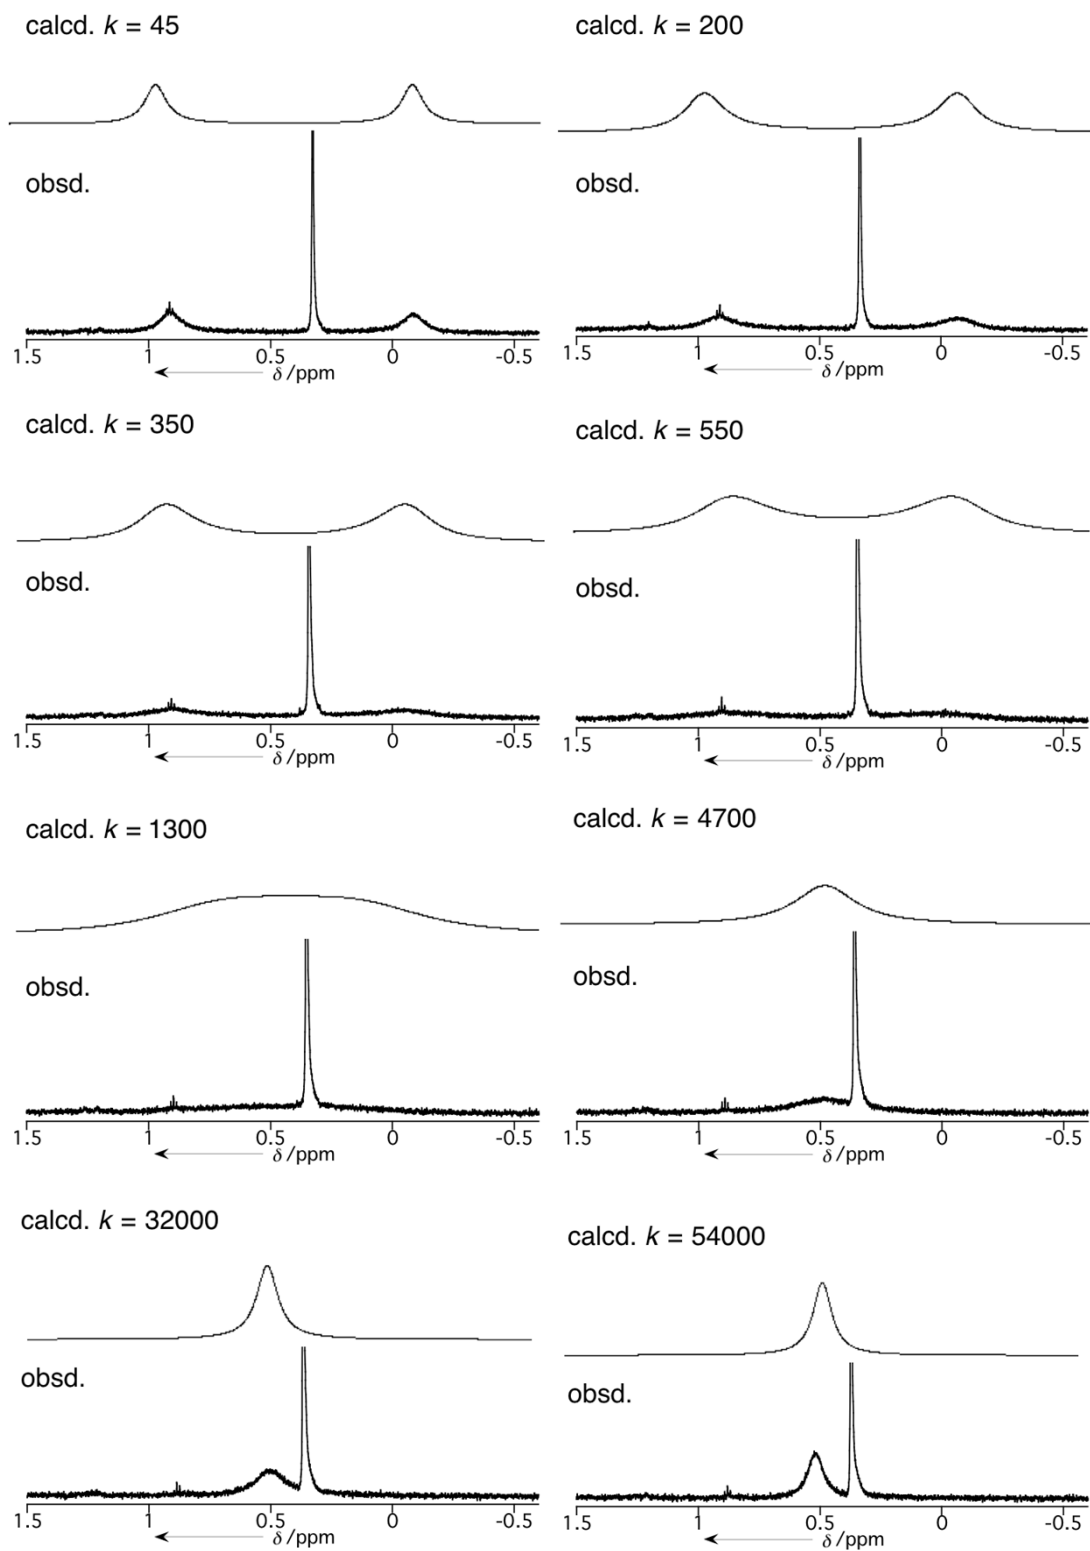 calcd. k = 45
obsd.
1.5 1 0.5 0 -0.5
δ/ppm
calcd. k = 200
obsd.
1.5 1 0.5 0 -0.5
δ/ppm
calcd. k = 350
obsd.
1.5 1 0.5 0 -0.5
δ/ppm
calcd. k = 550
obsd.
1.5 1 0.5 0 -0.5
δ/ppm
calcd. k = 1300
obsd.
1.5 1 0.5 0 -0.5
δ/ppm
calcd. k = 4700
obsd.
1.5 1 0.5 0 -0.5
δ/ppm
calcd. k = 32000
obsd.
1.5 1 0.5 0 -0.5
δ/ppm
calcd. k = 54000
obsd.
1.5 1 0.5 0 -0.5
δ/ppm